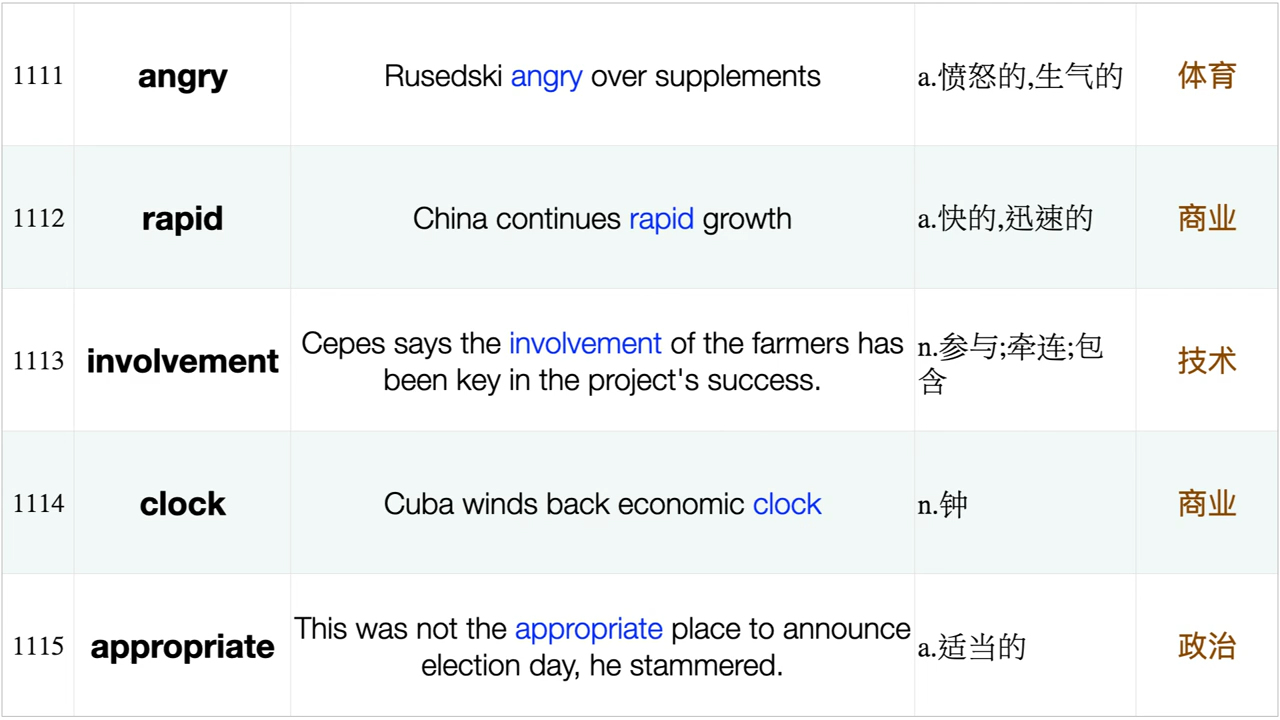 1111 angry Rusedski angry over supplements a.愤怒的,生气的 体育
1112 rapid China continues rapid growth a.快的,迅速的 商业
1113 involvement Cepes says the involvement of the farmers has been key in the project's success. n.参与;牵连;包含 技术
1114 clock Cuba winds back economic clock n.钟 商业
1115 appropriate This was not the appropriate place to announce election day, he stammered. a.适当的 政治